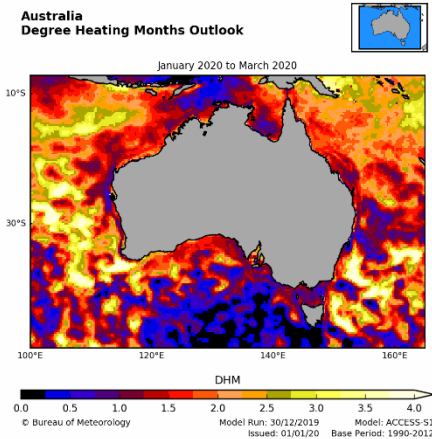 Australia
Degree Heating Months Outlook
January 2020 to March 2020
10°S
30°S
100°E 120°E 140°E 160°E
DHM
0.0 0.5 1.0 1.5 2.0 2.5 3.0 3.5 4.0
© Bureau of Meteorology Model Run: 30/12/2019 Model: ACCESS-S1
Issued: 01/01/20 Base Period: 1990-2012